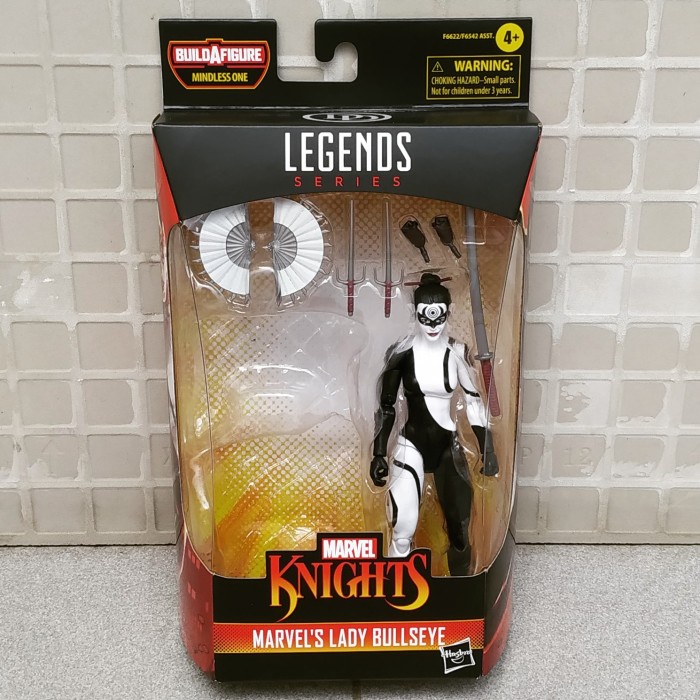 BUILD A FIGURE
MINDLESS ONE
F6622/F6542 ASST.
4+
WARNING:
CHOKING HAZARD–Small parts.
Not for children under 3 years.
LEGENDS
SERIES
MARVEL
KNIGHTS
MARVEL'S LADY BULLSEYE
Hasbro